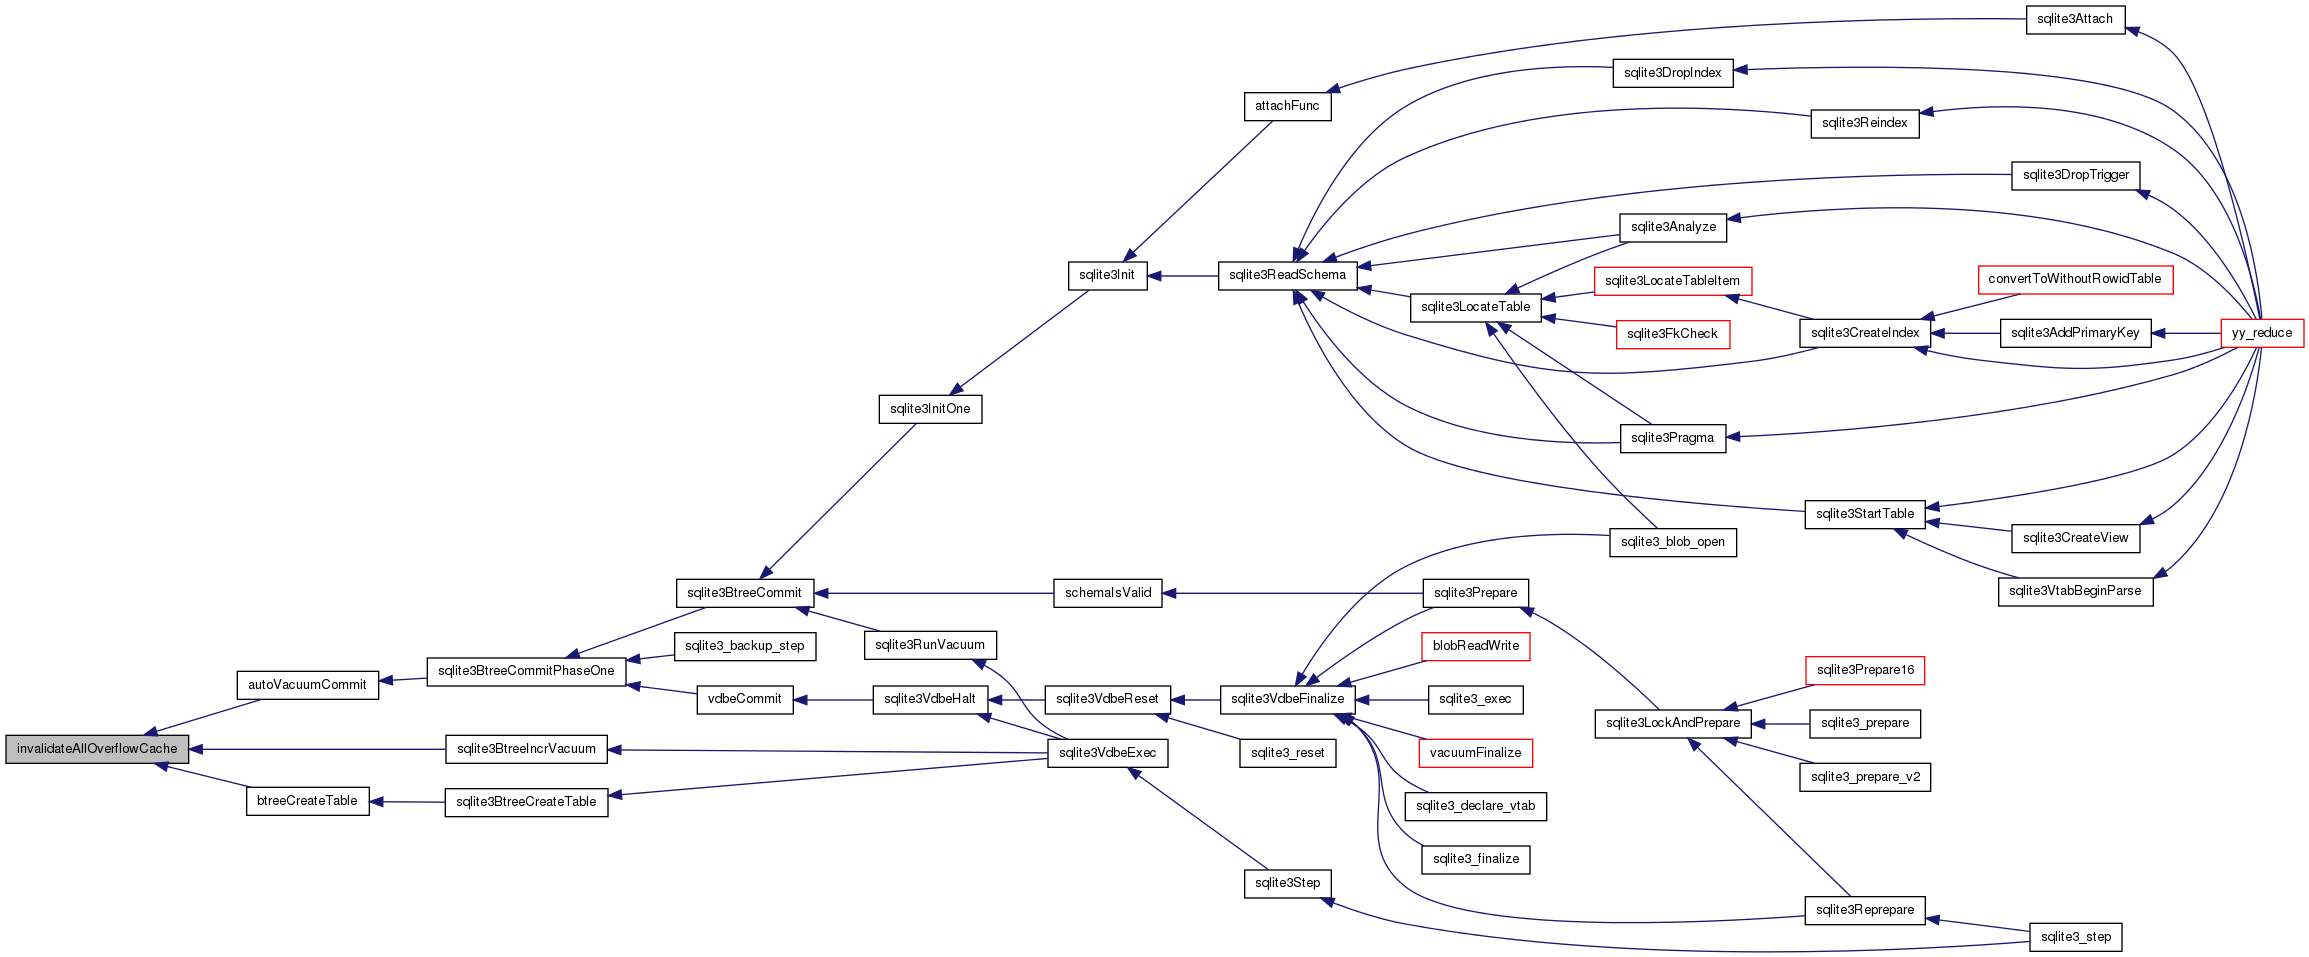 sqlite3Attach
sqlite3DropIndex
attachFunc
sqlite3Reindex
sqlite3DropTrigger
sqlite3Analyze
sqlite3Init
sqlite3ReadSchema
sqlite3LocateTableItem
convertToWithoutRowidTable
sqlite3LocateTable
sqlite3FkCheck
sqlite3CreateIndex
sqlite3AddPrimaryKey
yy_reduce
sqlite3InitOne
sqlite3Pragma
sqlite3StartTable
sqlite3_blob_open
sqlite3CreateView
sqlite3BtreeCommit
schemaIsValid
sqlite3Prepare
sqlite3VtabBeginParse
sqlite3_backup_step
sqlite3RunVacuum
blobReadWrite
sqlite3BtreeCommitPhaseOne
sqlite3Prepare16
autoVacuumCommit
vdbeCommit
sqlite3VdbeHalt
sqlite3VdbeReset
sqlite3VdbeFinalize
sqlite3_exec
sqlite3LockAndPrepare
sqlite3_prepare
invalidateAllOverflowCache
sqlite3BtreeIncrVacuum
sqlite3VdbeExec
sqlite3_reset
vacuumFinalize
sqlite3_prepare_v2
btreeCreateTable
sqlite3BtreeCreateTable
sqlite3_declare_vtab
sqlite3_finalize
sqlite3Step
sqlite3Reprepare
sqlite3_step